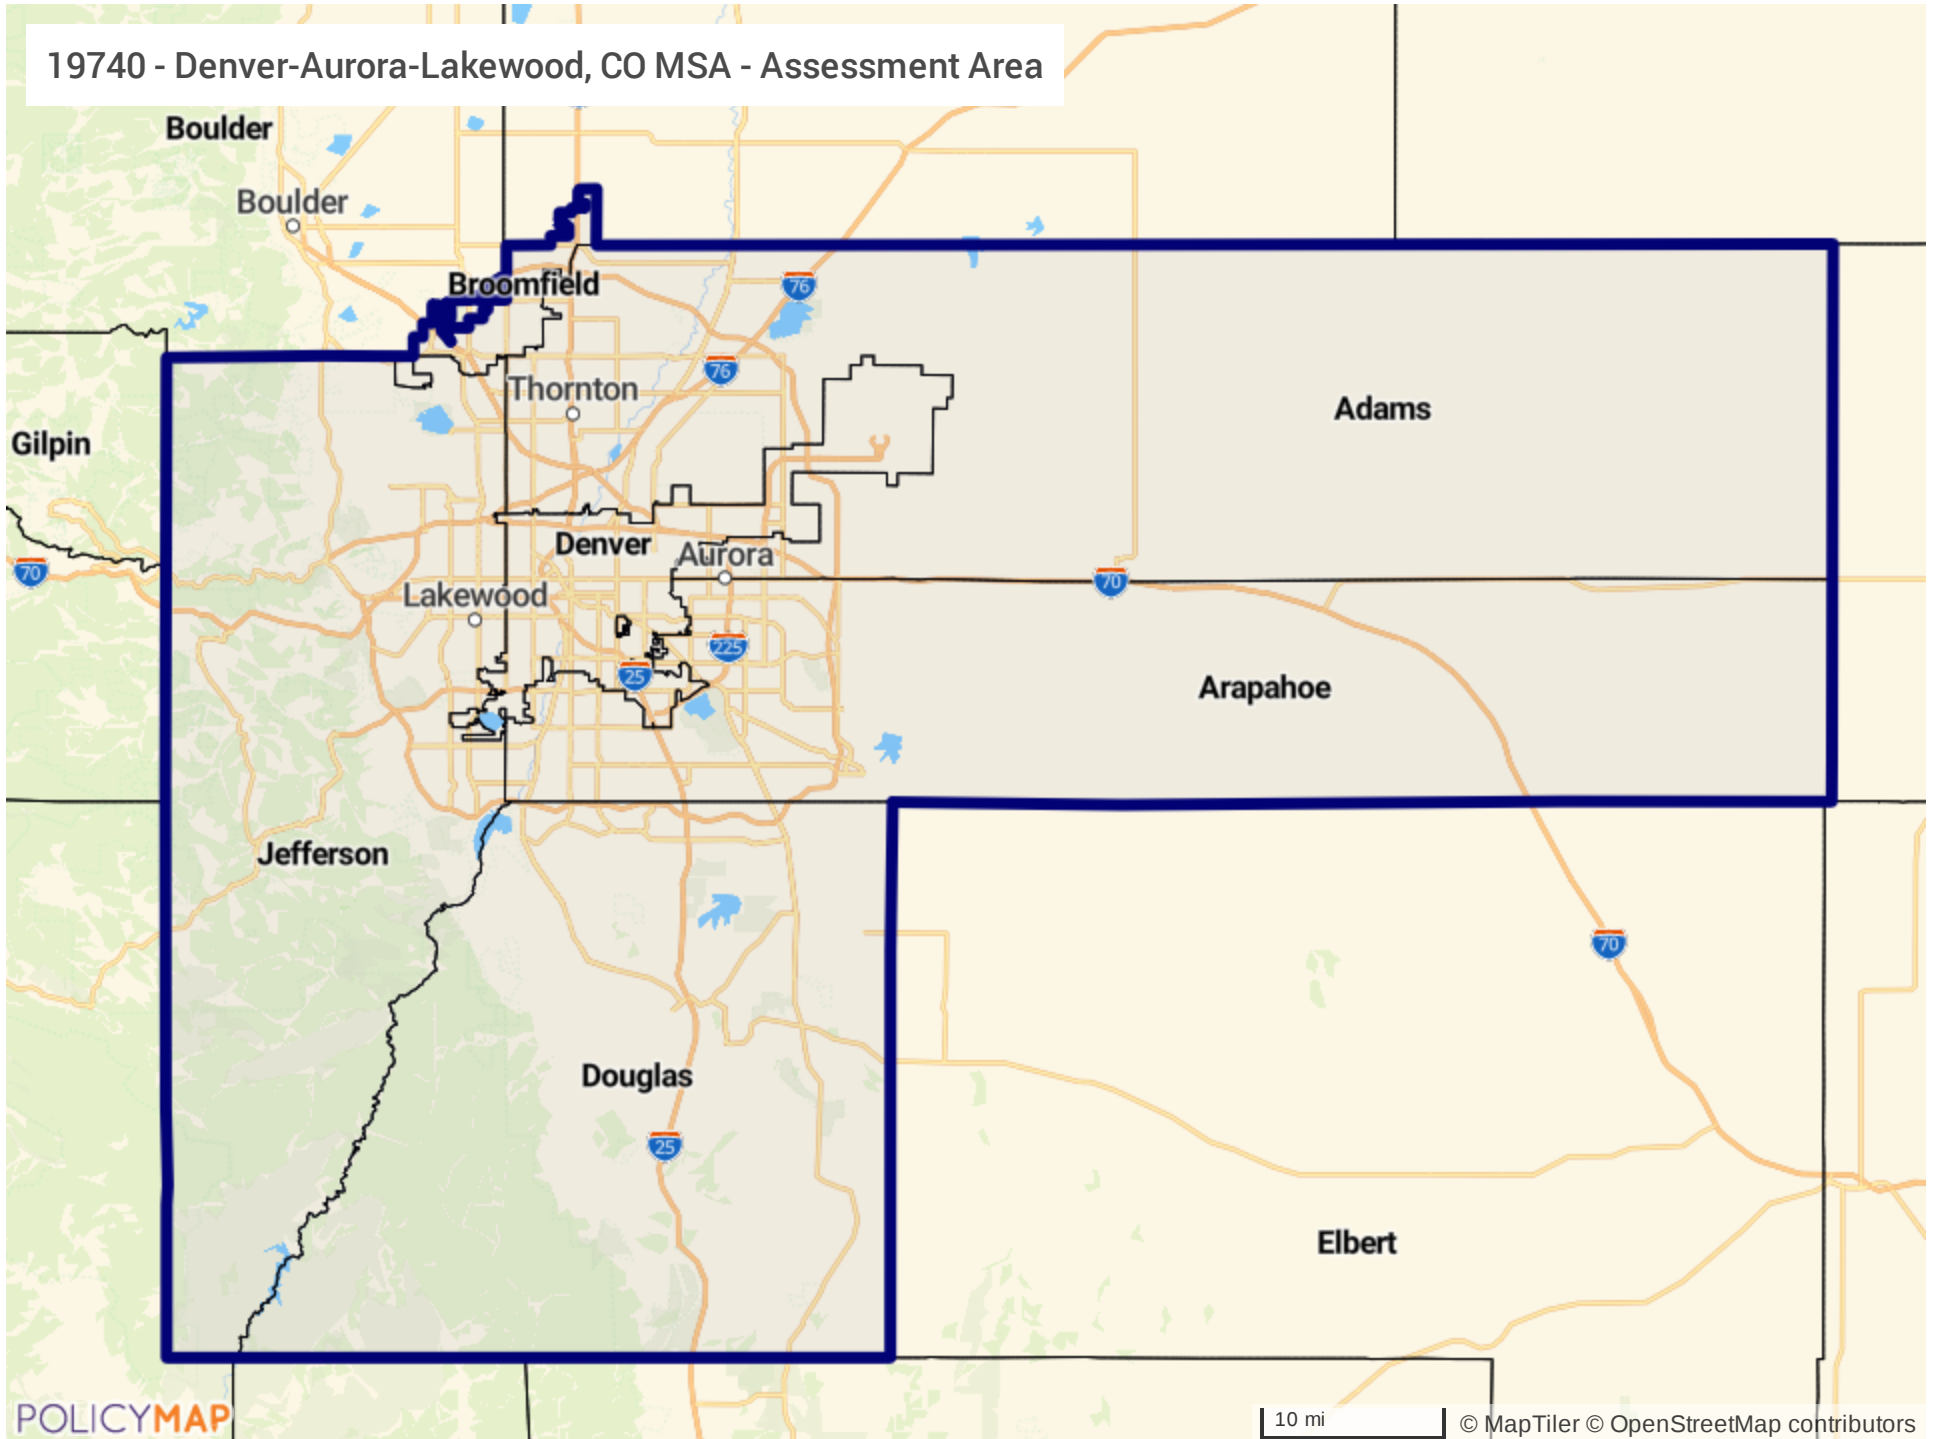 19740 - Denver-Aurora-Lakewood, CO MSA - Assessment Area
Boulder
Boulder
Broomfield
76
76
Thornton
Adams
Gilpin
Denver
Aurora
70
70
Lakewood
225
25
Arapahoe
Jefferson
70
Douglas
25
Elbert
POLICYMAP
10 mi
© MapTiler © OpenStreetMap contributors